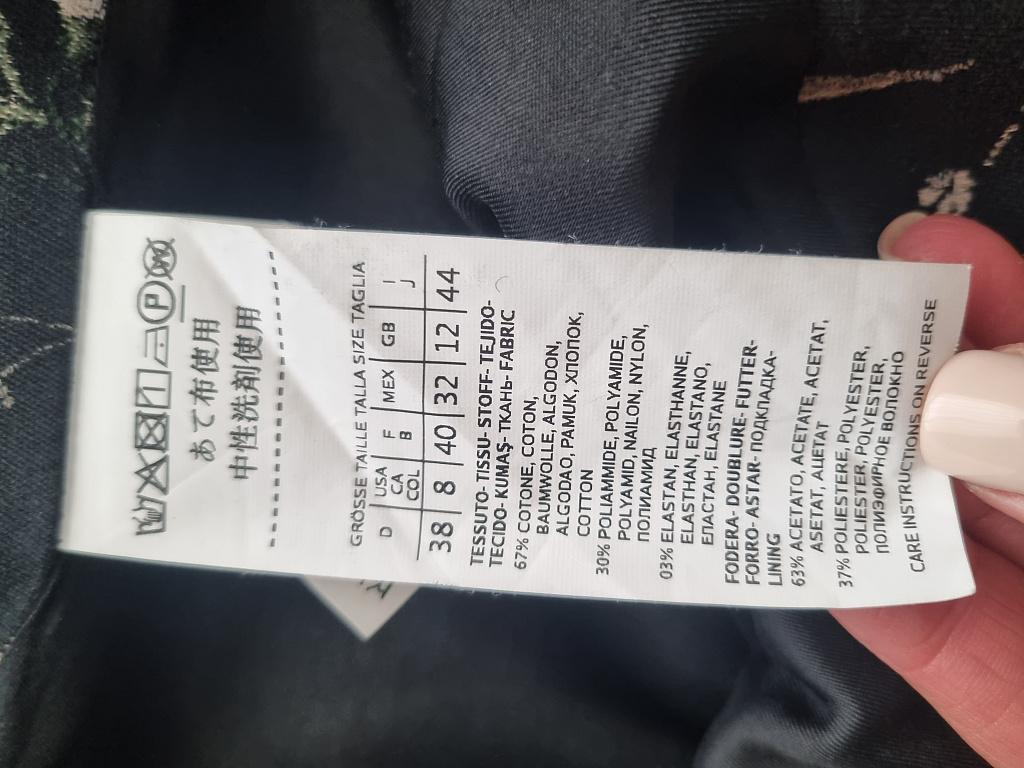 P
W
あて布使用
中性洗剤使用
GRÖSSE TAILLE TALLA SIZE TAGLIA
D USA F MEX GB I
CA B J
COL
38 8 40 32 12 44
TESSUTO- TISSU- STOFF- TEJIDO-
TECIDO- KUMAŞ- ТКАНЬ- FABRIC
67% COTONE, COTON,
BAUMWOLLE, ALGODON,
ALGODAO, PAMUK, ХЛОПОК,
COTTON
30% POLIAMMIDE, POLYAMIDE,
POLYAMID, NAILON, NYLON,
ПОЛИАМИД
03% ELASTAN, ELASTHANNE,
ELASTHAN, ELASTANO,
ЕЛАСТАН, ELASTANE
FODERA- DOUBLURE- FUTTER-
FORRO- ASTAR- ПОДКЛАДКА-
LINING
63% ACETATO, ACETATE, ACETAT,
ASETAT, АЦЕТАТ
37% POLIESTERE, POLYESTER,
POLIESTER, POLYESTER,
ПОЛИЭФИРНОЕ ВОЛОКНО
CARE INSTRUCTIONS ON REVERSE
R